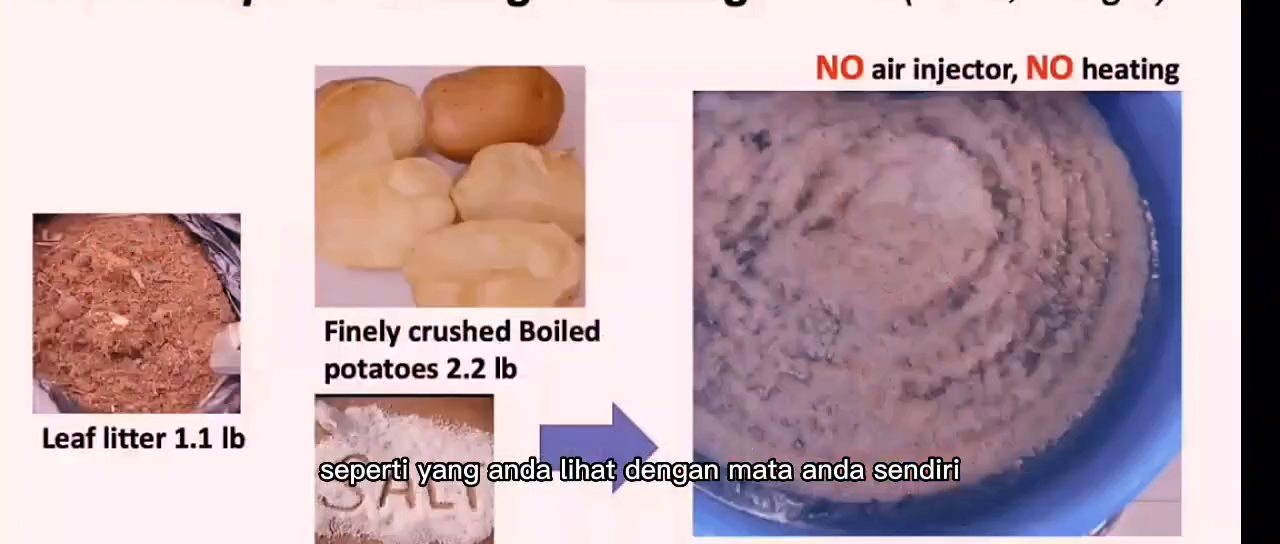 NO air injector, NO heating
Finely crushed Boiled
potatoes 2.2 lb
Leaf litter 1.1 lb
SALT
seperti yang anda lihat dengan mata anda sendiri